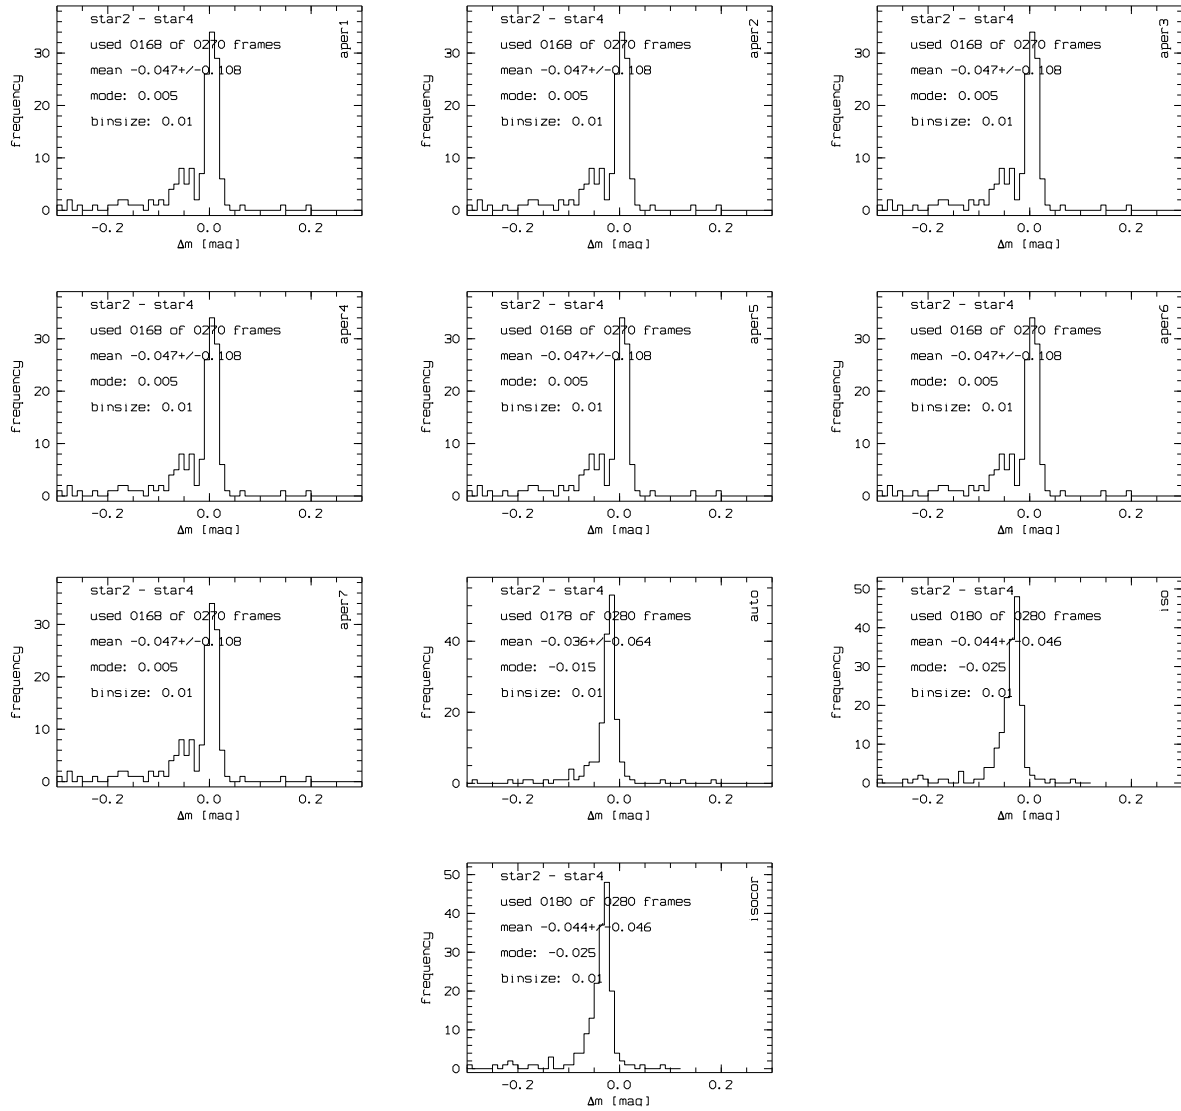 star2 - star4
used 0168 of 0270 frames
mean -0.047+/-0.108
mode: 0.005
binsize: 0.01
aper1
frequency
30
20
10
0
-0.2 0.0 0.2
Δm [mag]
star2 - star4
used 0168 of 0270 frames
mean -0.047+/-0.108
mode: 0.005
binsize: 0.01
aper2
frequency
30
20
10
0
-0.2 0.0 0.2
Δm [mag]
star2 - star4
used 0168 of 0270 frames
mean -0.047+/-0.108
mode: 0.005
binsize: 0.01
aper3
frequency
30
20
10
0
-0.2 0.0 0.2
Δm [mag]
star2 - star4
used 0168 of 0270 frames
mean -0.047+/-0.108
mode: 0.005
binsize: 0.01
aper4
frequency
30
20
10
0
-0.2 0.0 0.2
Δm [mag]
star2 - star4
used 0168 of 0270 frames
mean -0.047+/-0.108
mode: 0.005
binsize: 0.01
aper5
frequency
30
20
10
0
-0.2 0.0 0.2
Δm [mag]
star2 - star4
used 0168 of 0270 frames
mean -0.047+/-0.108
mode: 0.005
binsize: 0.01
aper6
frequency
30
20
10
0
-0.2 0.0 0.2
Δm [mag]
star2 - star4
used 0168 of 0270 frames
mean -0.047+/-0.108
mode: 0.005
binsize: 0.01
aper7
frequency
30
20
10
0
-0.2 0.0 0.2
Δm [mag]
star2 - star4
used 0178 of 0280 frames
mean -0.036+/-0.064
mode: -0.015
binsize: 0.01
auto
frequency
40
20
0
-0.2 0.0 0.2
Δm [mag]
star2 - star4
used 0180 of 0280 frames
mean -0.044+/-0.046
mode: -0.025
binsize: 0.01
iso
frequency
50
40
30
20
10
0
-0.2 0.0 0.2
Δm [mag]
star2 - star4
used 0180 of 0280 frames
mean -0.044+/-0.046
mode: -0.025
binsize: 0.01
isocor
frequency
50
40
30
20
10
0
-0.2 0.0 0.2
Δm [mag]